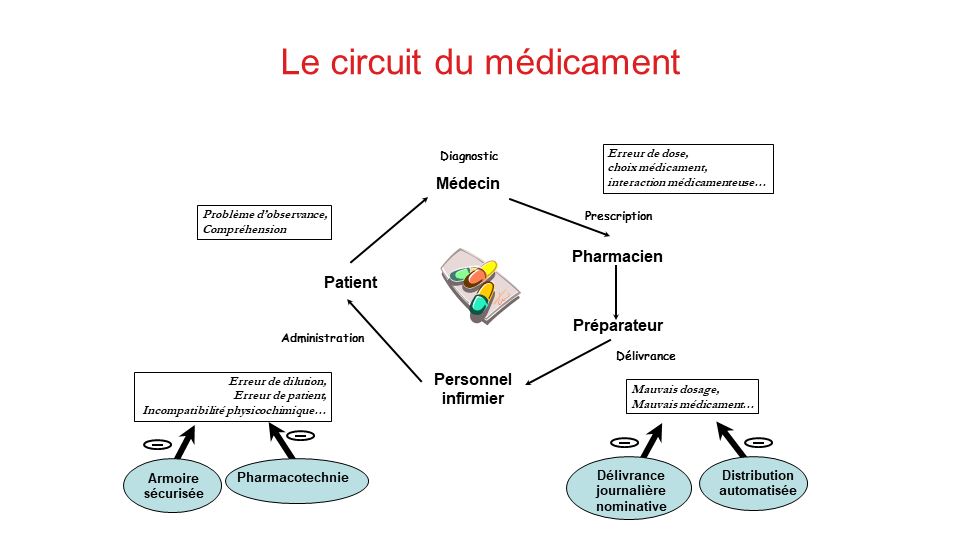 Le circuit du médicament
Diagnostic
Médecin
Erreur de dose,
choix médicament,
interaction médicamenteuse…
Prescription
Problème d'observance,
Compréhension
Pharmacien
Patient
Préparateur
Administration
Délivrance
Personnel
infirmier
Erreur de dilution,
Erreur de patient,
Incompatibilité physicochimique…
Mauvais dosage,
Mauvais médicament…
–
–
–
–
Armoire
sécurisée
Pharmacotechnie
Délivrance
journalière
nominative
Distribution
automatisée